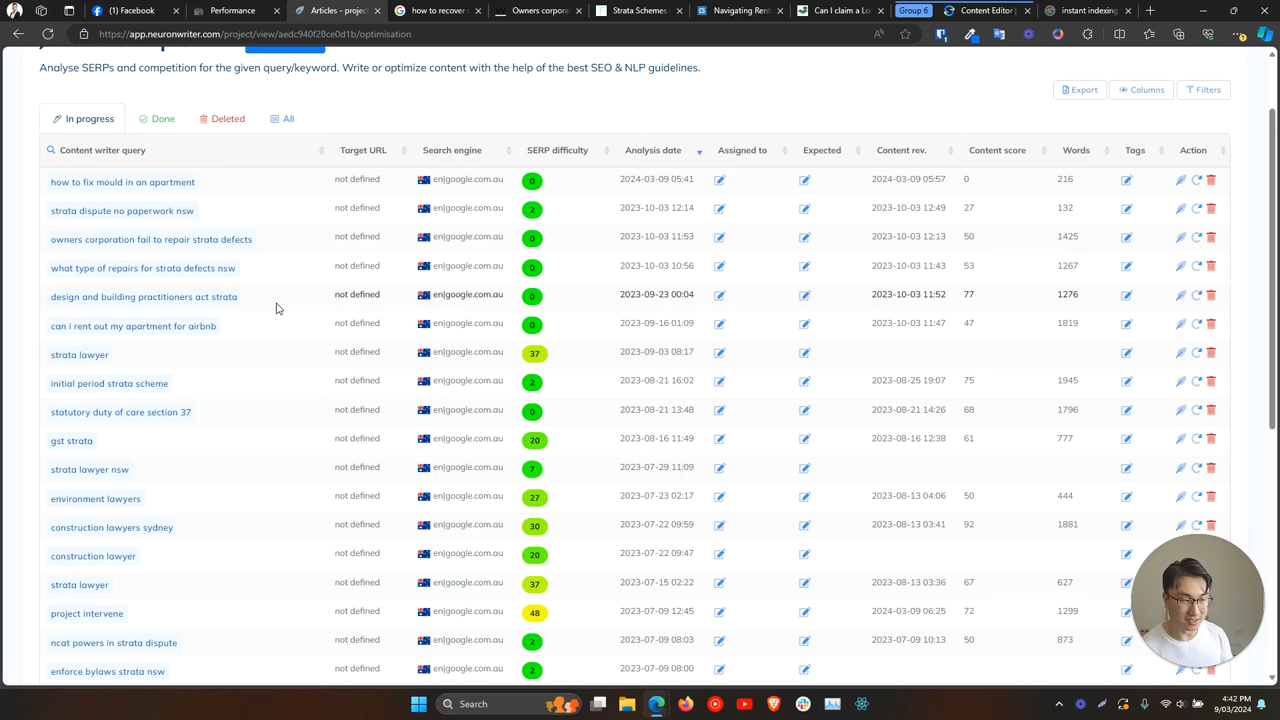 NeuronWriter
Performance
Articles - proje
how to recover
Owners corpora
Strata Schemes
Navigating Rent
Can I claim a Lo
Group 6
Content Editor
instant indexing
https://app.neuronwriter.com/project/view/aedc940f28ce0d1b/optimisation
Analyse SERPs and competition for the given query/keyword. Write or optimize content with the help of the best SEO & NLP guidelines.
Export Columns Filters
In progress Done Deleted All
Content writer query Target URL Search engine SERP difficulty Analysis date Assigned to Expected Content rev. Content score Words Tags Action
how to fix mould in an apartment not defined en|google.com.au 0 2024-03-09 05:41 2024-03-09 05:57 0 216
strata dispute no paperwork nsw not defined en|google.com.au 2 2023-10-03 12:14 2023-10-03 12:49 27 132
owners corporation fail to repair strata defects not defined en|google.com.au 0 2023-10-03 11:53 2023-10-03 12:13 50 1425
what type of repairs for strata defects nsw not defined en|google.com.au 0 2023-10-03 10:56 2023-10-03 11:43 53 1267
design and building practitioners act strata not defined en|google.com.au 0 2023-09-23 00:04 2023-10-03 11:52 77 1276
can i rent out my apartment for airbnb not defined en|google.com.au 0 2023-09-16 01:09 2023-10-03 11:47 47 1819
strata lawyer not defined en|google.com.au 37 2023-09-03 08:17
initial period strata scheme not defined en|google.com.au 2 2023-08-21 16:02 2023-08-25 19:07 75 1945
statutory duty of care section 37 not defined en|google.com.au 0 2023-08-21 13:48 2023-08-21 14:26 68 1796
gst strata not defined en|google.com.au 20 2023-08-16 11:49 2023-08-16 12:38 61 777
strata lawyer nsw not defined en|google.com.au 7 2023-07-29 11:09
environment lawyers not defined en|google.com.au 27 2023-07-23 02:17 2023-08-13 04:06 50 444
construction lawyers sydney not defined en|google.com.au 30 2023-07-22 09:59 2023-08-13 03:41 92 1881
construction lawyer not defined en|google.com.au 20 2023-07-22 09:47
strata lawyer not defined en|google.com.au 37 2023-07-15 02:22 2023-08-13 03:36 67 627
project intervene not defined en|google.com.au 48 2023-07-09 12:45 2024-03-09 06:25 72 1299
ncat powers in strata dispute not defined en|google.com.au 2 2023-07-09 08:03 2023-07-09 10:13 50 873
enforce bylaws strata nsw not defined en|google.com.au 2 2023-07-09 08:00
Search
4:42 PM
9/03/2024